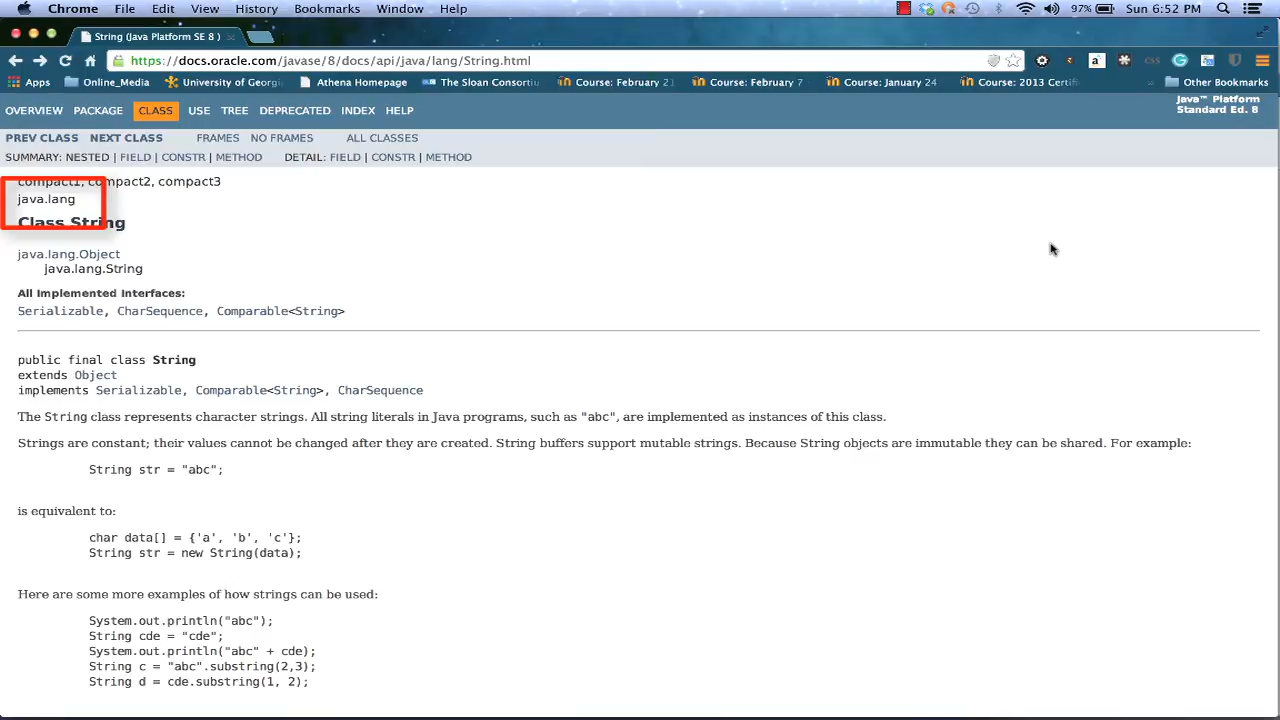 Chrome File Edit View History Bookmarks Window Help 97% Sun 6:52 PM
String (Java Platform SE 8 )
https://docs.oracle.com/javase/8/docs/api/java/lang/String.html
Apps Online_Media University of Georgi Athena Homepage The Sloan Consortiu Course: February 21 Course: February 7 Course: January 24 Course: 2013 Certif Other Bookmarks
OVERVIEW PACKAGE CLASS USE TREE DEPRECATED INDEX HELP
Java™ Platform
Standard Ed. 8
PREV CLASS NEXT CLASS FRAMES NO FRAMES ALL CLASSES
SUMMARY: NESTED | FIELD | CONSTR | METHOD DETAIL: FIELD | CONSTR | METHOD
compact1, compact2, compact3
java.lang
Class String
java.lang.Object
java.lang.String
All Implemented Interfaces:
Serializable, CharSequence, Comparable<String>
public final class String
extends Object
implements Serializable, Comparable<String>, CharSequence
The String class represents character strings. All string literals in Java programs, such as "abc", are implemented as instances of this class.
Strings are constant; their values cannot be changed after they are created. String buffers support mutable strings. Because String objects are immutable they can be shared. For example:
String str = "abc";
is equivalent to:
char data[] = {'a', 'b', 'c'};
String str = new String(data);
Here are some more examples of how strings can be used:
System.out.println("abc");
String cde = "cde";
System.out.println("abc" + cde);
String c = "abc".substring(2,3);
String d = cde.substring(1, 2);